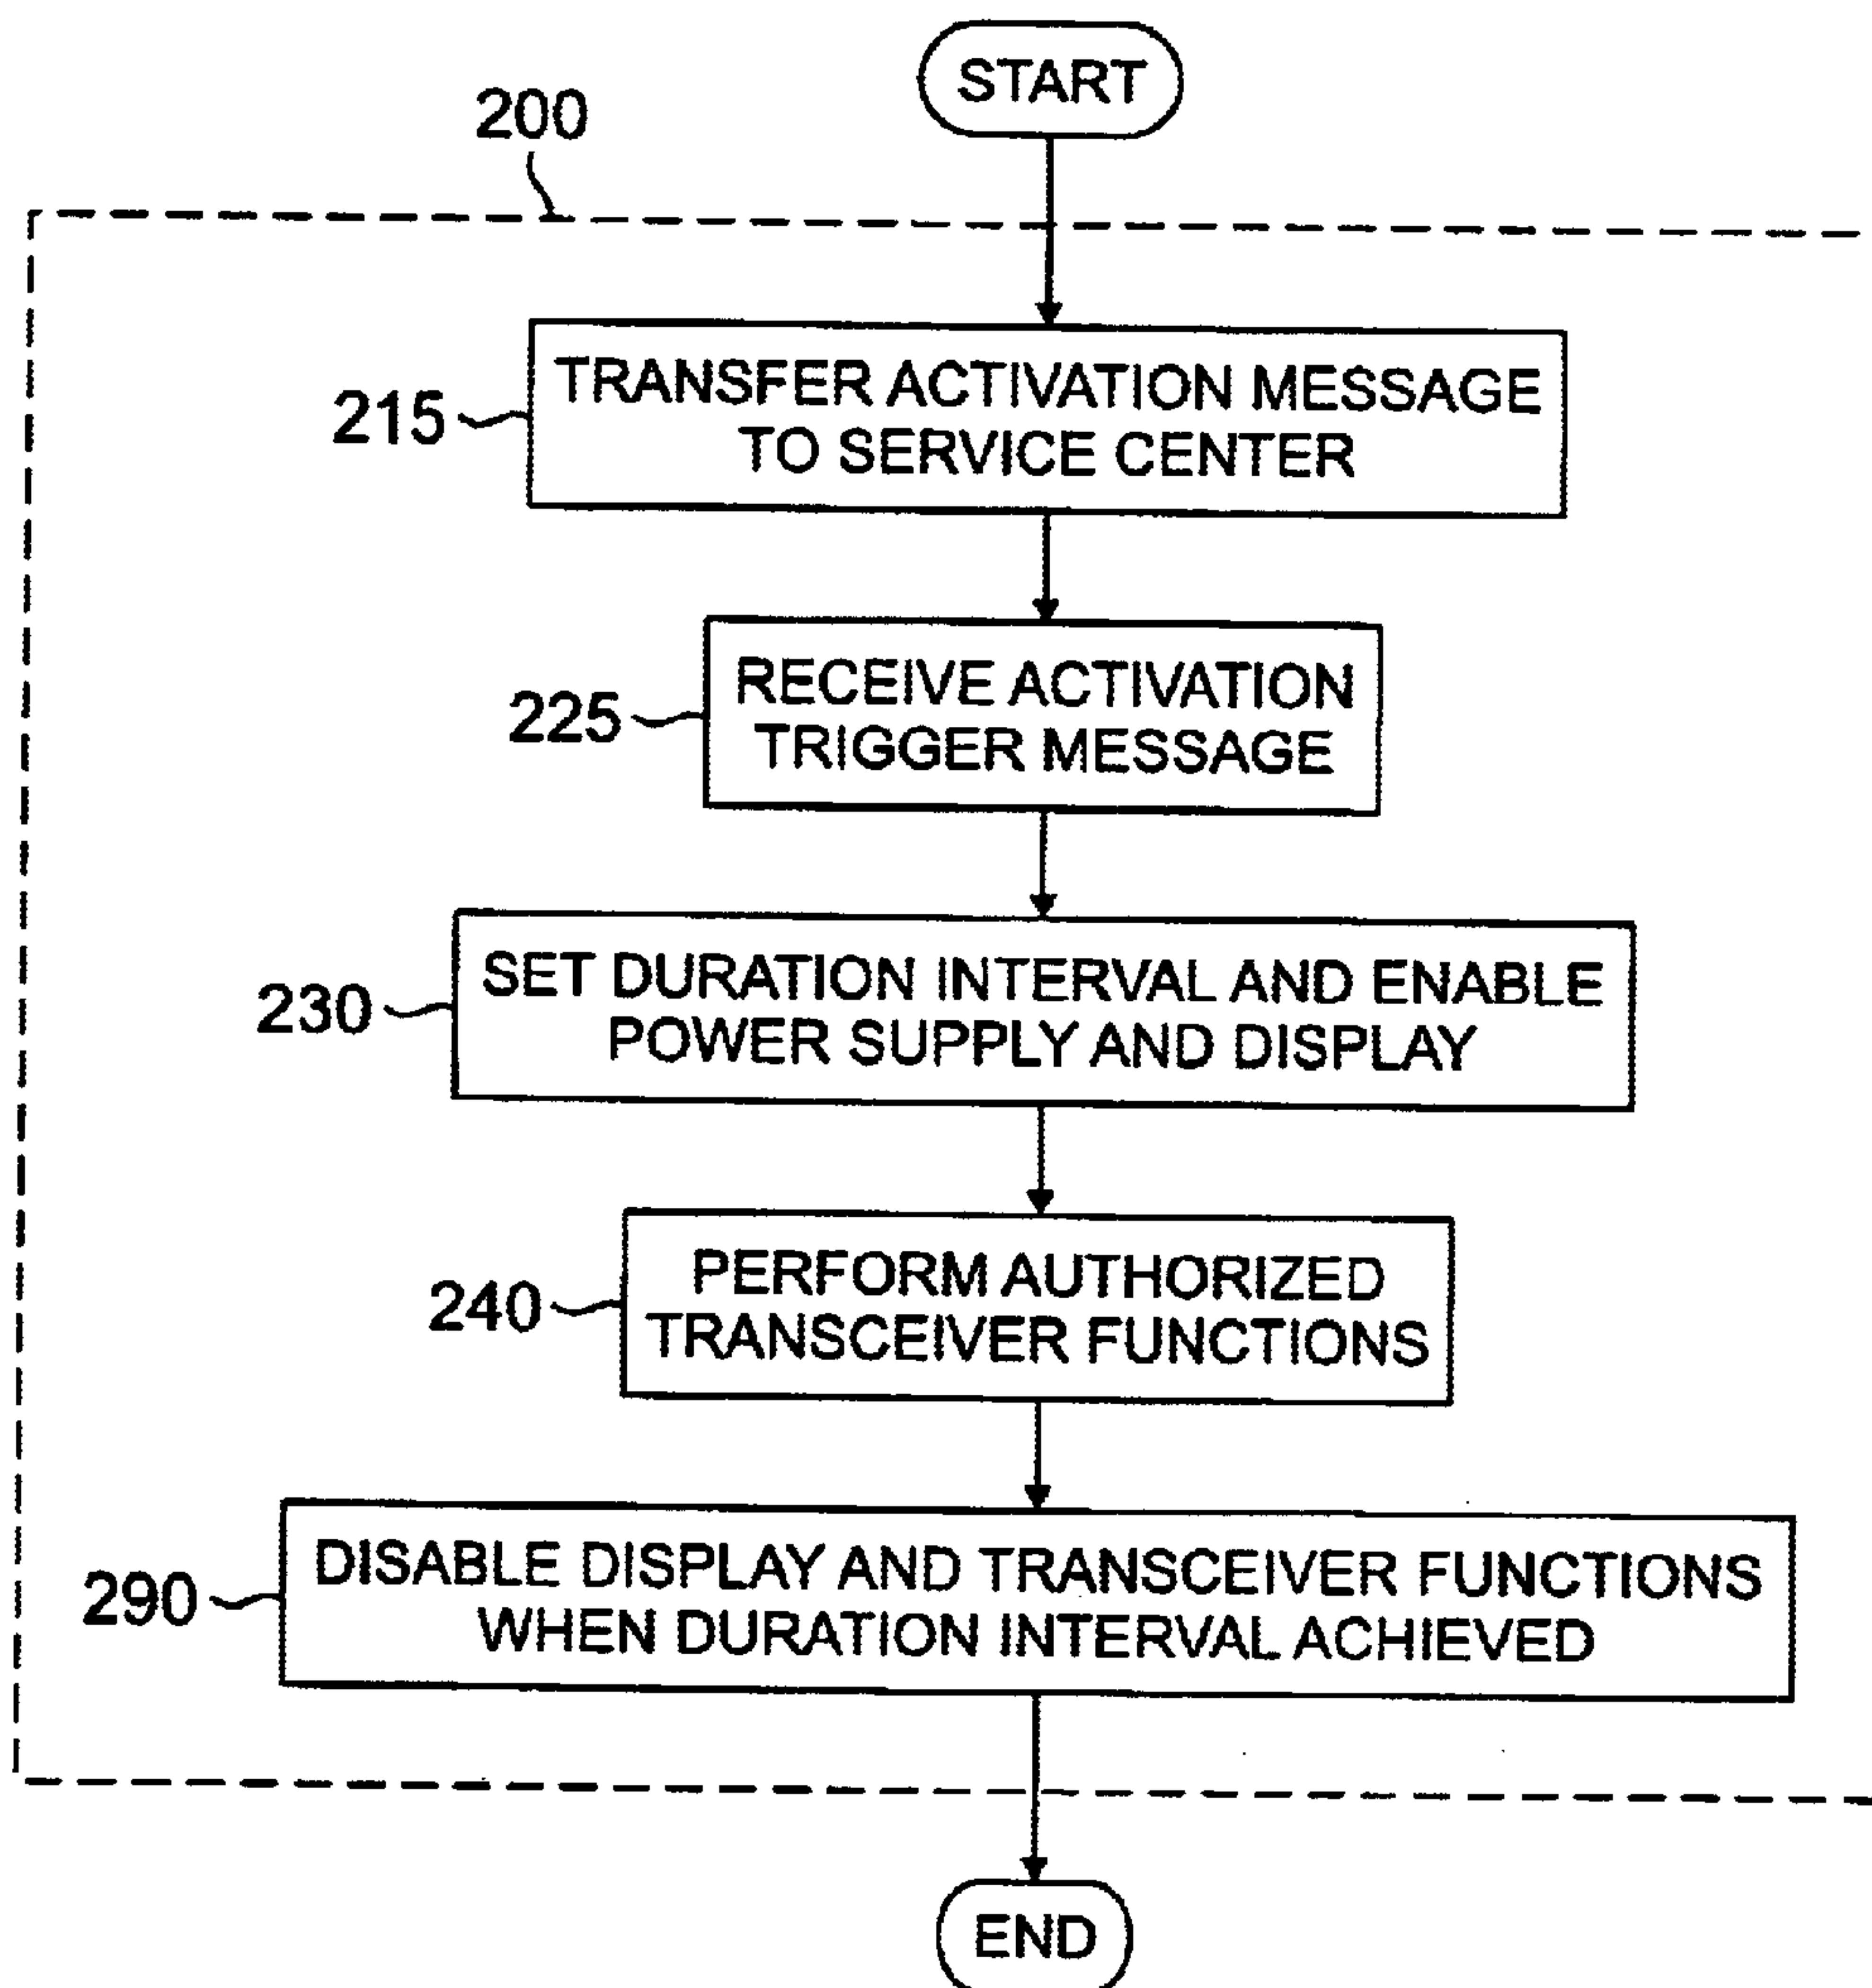 START
200
215
TRANSFER ACTIVATION MESSAGE
TO SERVICE CENTER
225
RECEIVE ACTIVATION
TRIGGER MESSAGE
230
SET DURATION INTERVAL AND ENABLE
POWER SUPPLY AND DISPLAY
240
PERFORM AUTHORIZED
TRANSCEIVER FUNCTIONS
290
DISABLE DISPLAY AND TRANSCEIVER FUNCTIONS
WHEN DURATION INTERVAL ACHIEVED
END